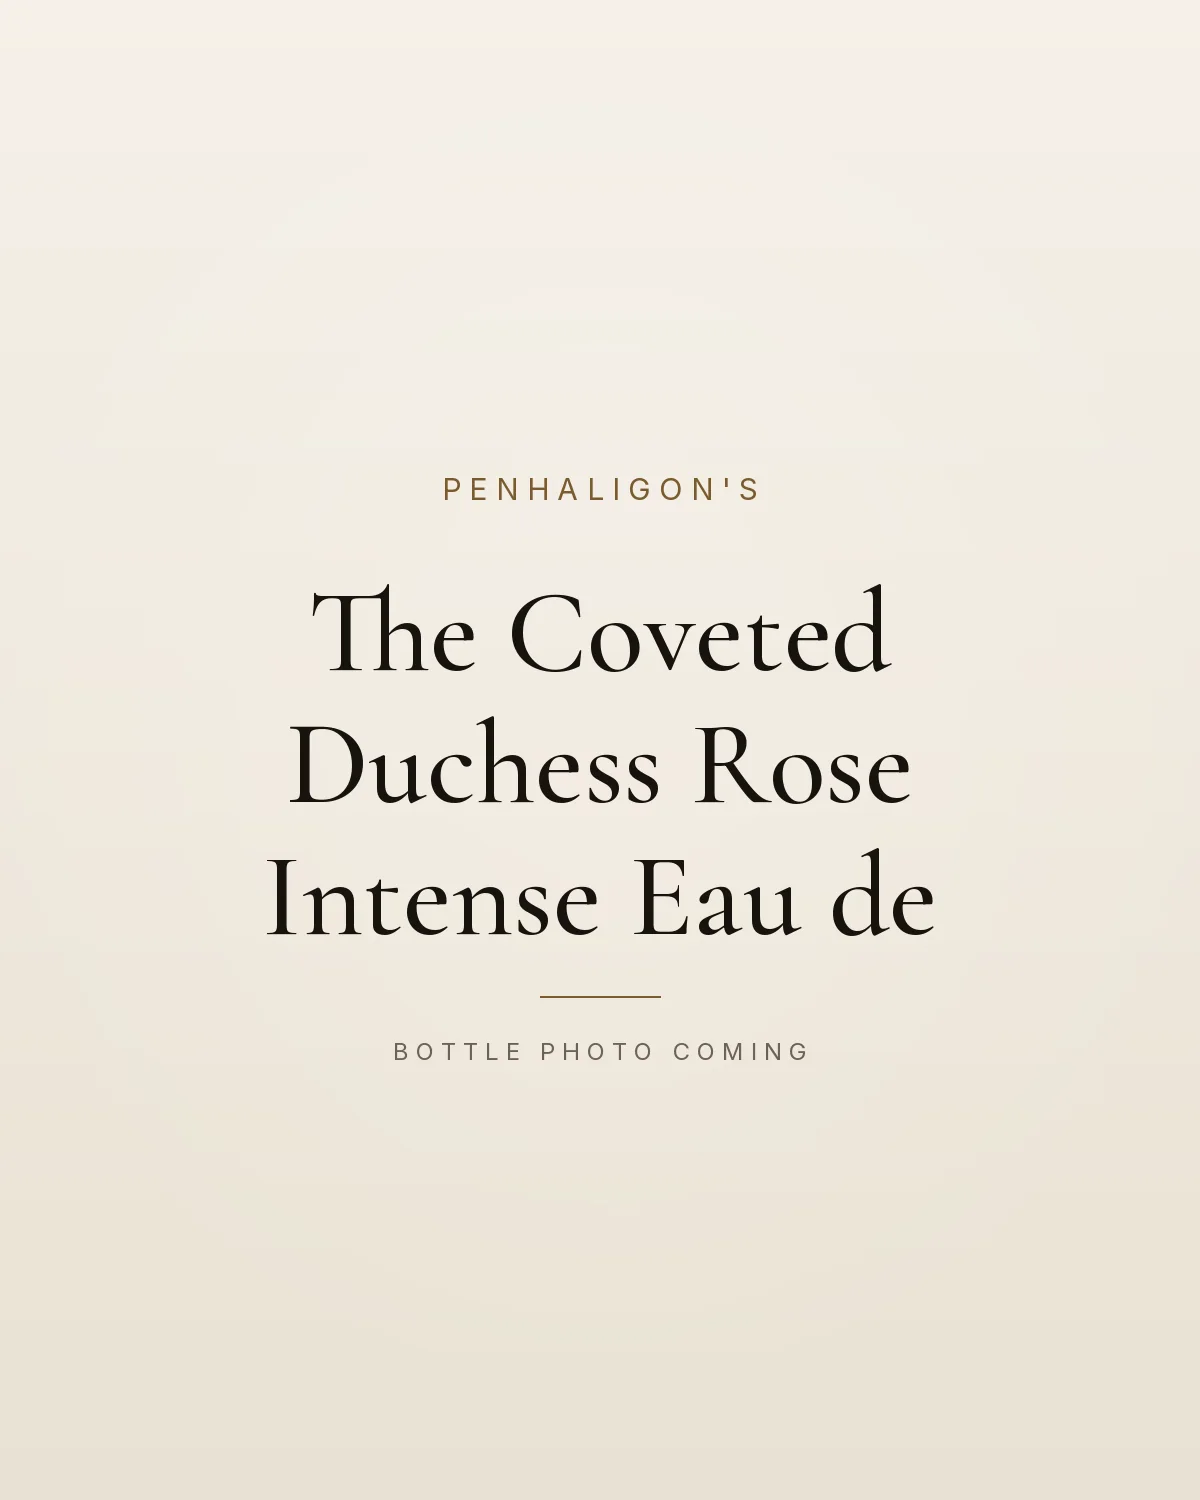 PENHALIGON'S
The Coveted
Duchess Rose
Intense Eau de
BOTTLE PHOTO COMING